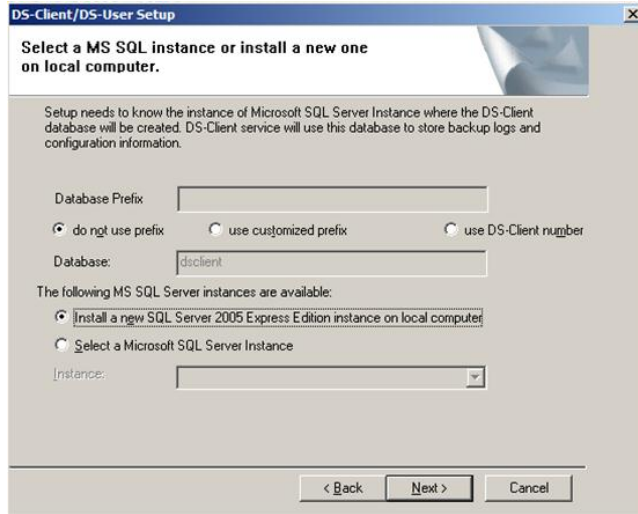 DS-Client/DS-User Setup
Select a MS SQL instance or install a new one
on local computer.
Setup needs to know the instance of Microsoft SQL Server Instance where the DS-Client
database will be created. DS-Client service will use this database to store backup logs and
configuration information.
Database Prefix
do not use prefix use customized prefix use DS-Client number
Database: dsclient
The following MS SQL Server instances are available:
Install a new SQL Server 2005 Express Edition instance on local computer
Select a Microsoft SQL Server Instance
Instance:
< Back Next > Cancel